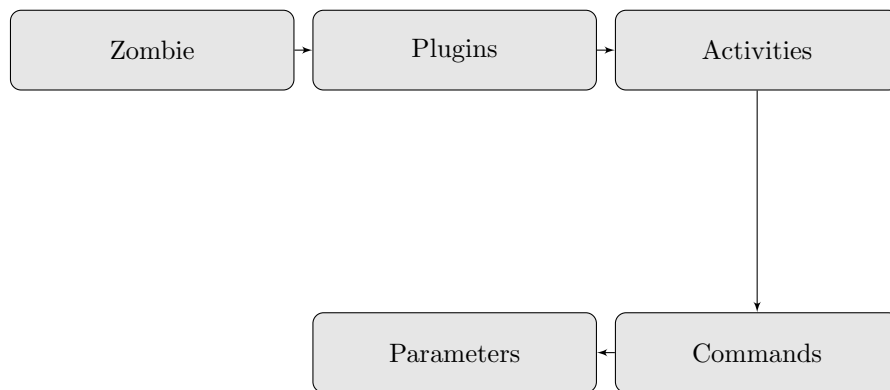 Zombie
Plugins
Activities
Parameters
Commands